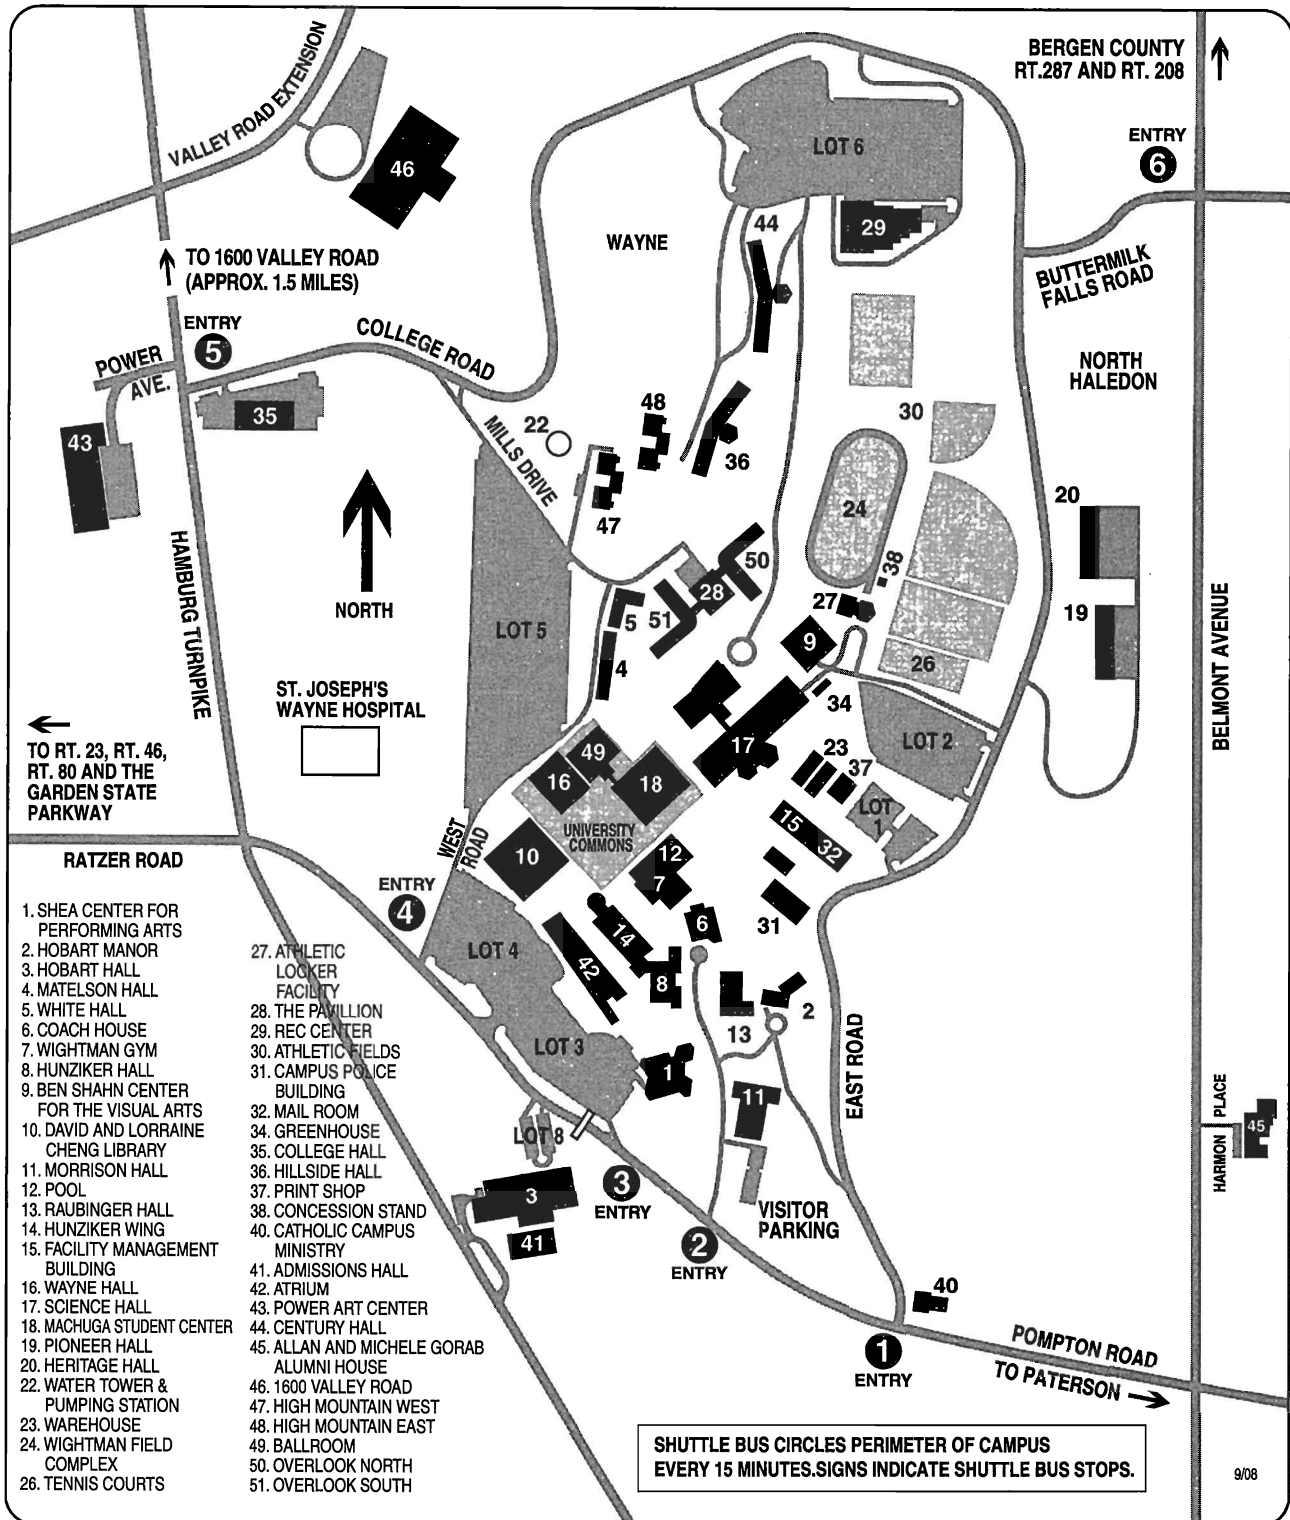 BERGEN COUNTY
RT.287 AND RT. 208
VALLEY ROAD EXTENSION
ENTRY
6
LOT 6
46
29
44
WAYNE
TO 1600 VALLEY ROAD
(APPROX. 1.5 MILES)
BUTTERMILK
FALLS ROAD
ENTRY
5
COLLEGE ROAD
POWER
AVE.
NORTH
HALEDON
35
48
30
22
43
MILLS DRIVE
36
47
24
20
HAMBURG TURNPIKE
50
38
NORTH
28
27
51
5
19
LOT 5
9
BELMONT AVENUE
4
26
34
ST. JOSEPH'S
WAYNE HOSPITAL
17
LOT 2
49
23
37
TO RT. 23, RT. 46,
RT. 80 AND THE
GARDEN STATE
PARKWAY
16
18
LOT
1
15
32
UNIVERSITY
COMMONS
WEST
ROAD
10
12
7
RATZER ROAD
ENTRY
4
31
6
14
LOT 4
42
8
2
13
LOT 3
EAST ROAD
1
11
LOT 8
HARMON PLACE
45
3
3
ENTRY
VISITOR
PARKING
41
2
ENTRY
40
1
ENTRY
POMPTON ROAD
TO PATERSON
1. SHEA CENTER FOR
PERFORMING ARTS
2. HOBART MANOR
3. HOBART HALL
4. MATELSON HALL
5. WHITE HALL
6. COACH HOUSE
7. WIGHTMAN GYM
8. HUNZIKER HALL
9. BEN SHAHN CENTER
FOR THE VISUAL ARTS
10. DAVID AND LORRAINE
CHENG LIBRARY
11. MORRISON HALL
12. POOL
13. RAUBINGER HALL
14. HUNZIKER WING
15. FACILITY MANAGEMENT
BUILDING
16. WAYNE HALL
17. SCIENCE HALL
18. MACHUGA STUDENT CENTER
19. PIONEER HALL
20. HERITAGE HALL
22. WATER TOWER &
PUMPING STATION
23. WAREHOUSE
24. WIGHTMAN FIELD
COMPLEX
26. TENNIS COURTS
27. ATHLETIC
LOCKER
FACILITY
28. THE PAVILLION
29. REC CENTER
30. ATHLETIC FIELDS
31. CAMPUS POLICE
BUILDING
32. MAIL ROOM
34. GREENHOUSE
35. COLLEGE HALL
36. HILLSIDE HALL
37. PRINT SHOP
38. CONCESSION STAND
40. CATHOLIC CAMPUS
MINISTRY
41. ADMISSIONS HALL
42. ATRIUM
43. POWER ART CENTER
44. CENTURY HALL
45. ALLAN AND MICHELE GORAB
ALUMNI HOUSE
46. 1600 VALLEY ROAD
47. HIGH MOUNTAIN WEST
48. HIGH MOUNTAIN EAST
49. BALLROOM
50. OVERLOOK NORTH
51. OVERLOOK SOUTH
SHUTTLE BUS CIRCLES PERIMETER OF CAMPUS
EVERY 15 MINUTES.SIGNS INDICATE SHUTTLE BUS STOPS.
9/08